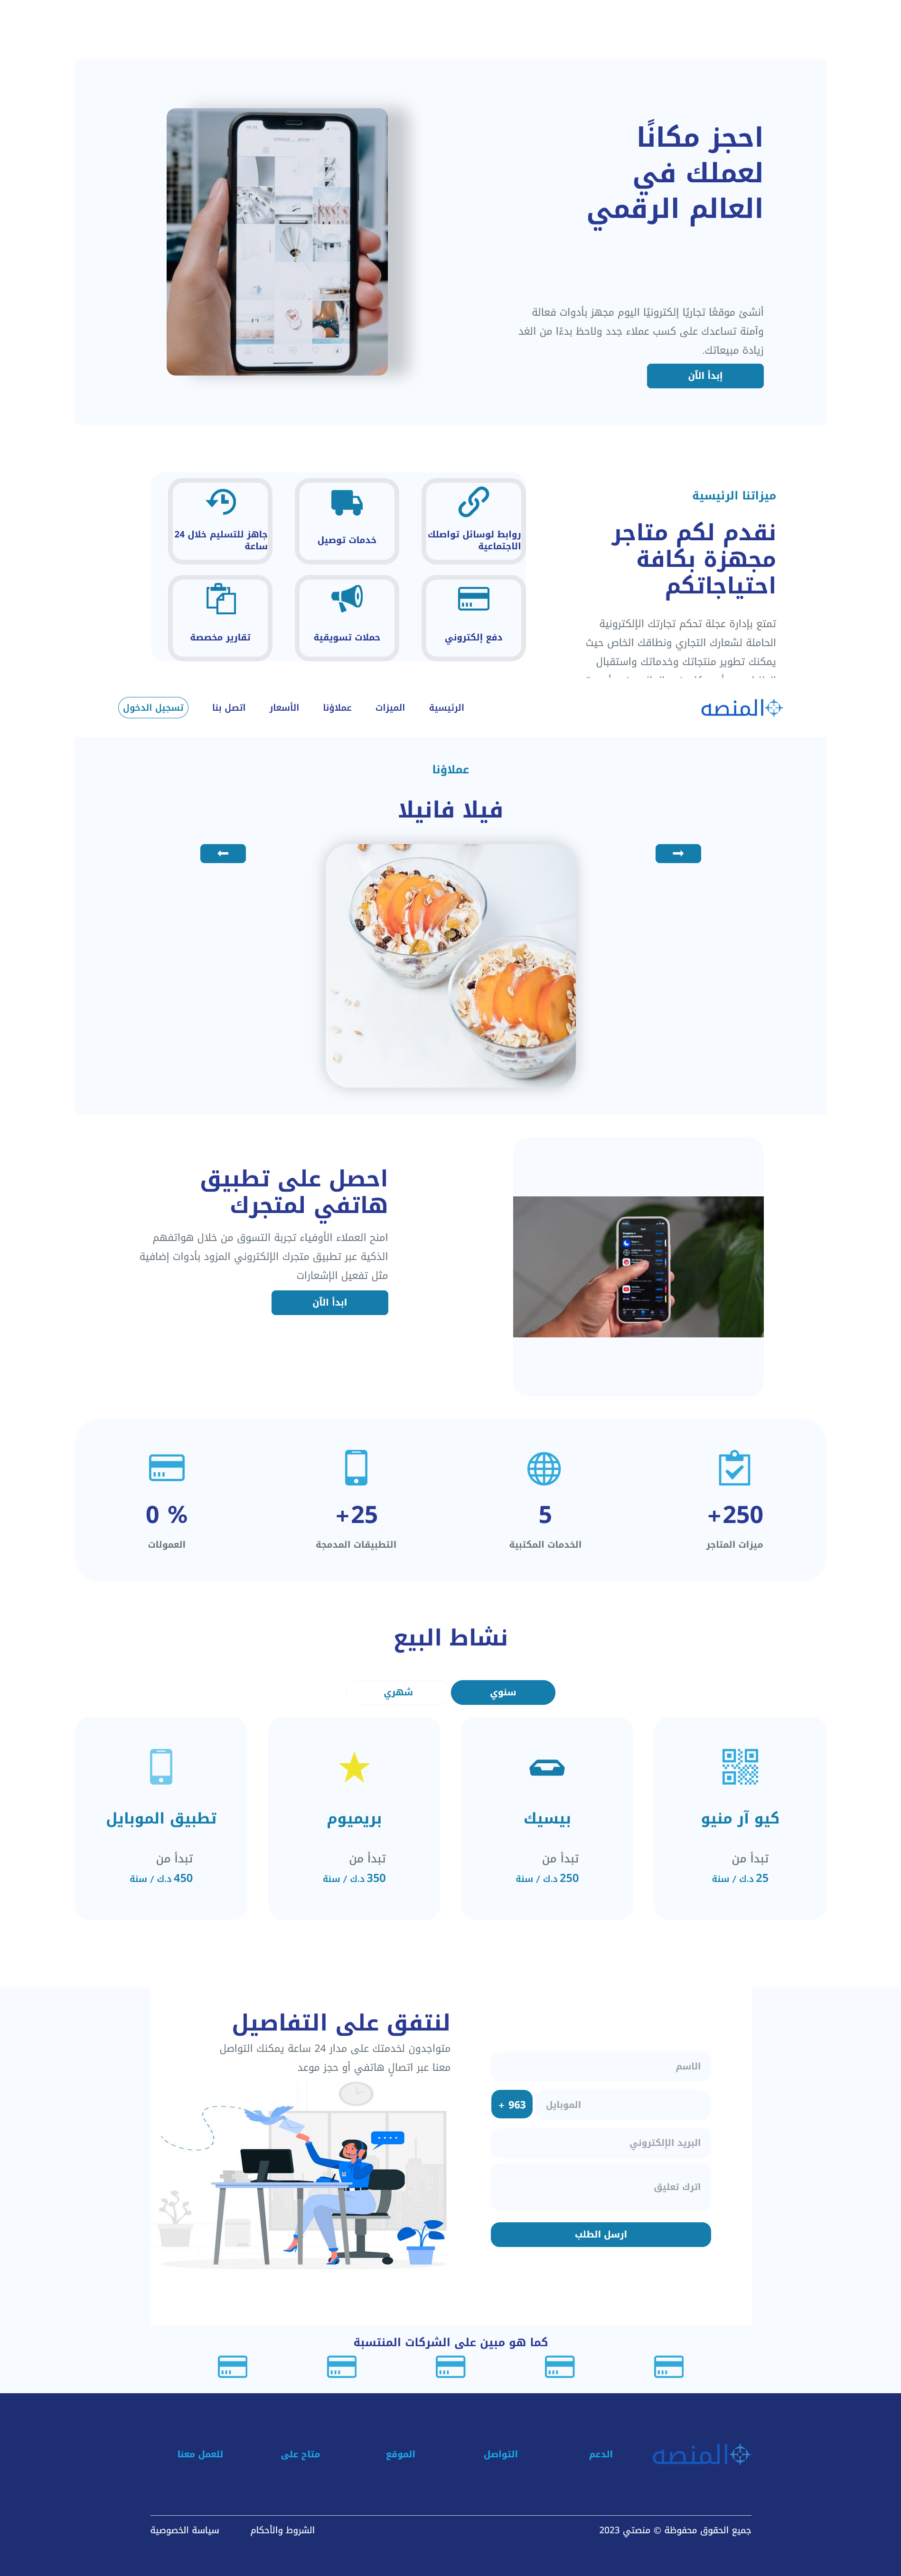 احجز مكانًا
لعملك في
العالم الرقمي
أنشئ موقعًا تجاريًا إلكترونيًا اليوم مجهز بأدوات فعالة
وآمنة تساعدك على كسب عملاء جدد ولاحظ بدءًا من الغد
زيادة مبيعاتك.
إبدأ الآن
ميزاتنا الرئيسية
نقدم لكم متاجر
مجهزة بكافة
احتياجاتكم
تمتع بإدارة عجلة تحكم تجارتك الإلكترونية
الحاملة لشعارك التجاري ونطاقك الخاص حيث
يمكنك تطوير منتجاتك وخدماتك واستقبال
روابط لوسائل تواصلك
الاجتماعية
خدمات توصيل
جاهز للتسليم خلال 24
ساعة
دفع إلكتروني
حملات تسويقية
تقارير مخصصة
المنصه
الرئيسية
الميزات
عملاؤنا
الأسعار
اتصل بنا
تسجيل الدخول
عملاؤنا
فيلا فانيلا
احصل على تطبيق
هاتفي لمتجرك
امنح العملاء الأوفياء تجربة التسوق من خلال هواتفهم
الذكية عبر تطبيق متجرك الإلكتروني المزود بأدوات إضافية
مثل تفعيل الإشعارات
ابدأ الآن
+250
ميزات المتاجر
5
الخدمات المكتبية
+25
التطبيقات المدمجة
0 %
العمولات
نشاط البيع
سنوي
شهري
كيو آر منيو
تبدأ من
25 د.ك / سنة
بيسيك
تبدأ من
250 د.ك / سنة
بريميوم
تبدأ من
350 د.ك / سنة
تطبيق الموبايل
تبدأ من
450 د.ك / سنة
لنتفق على التفاصيل
متواجدون لخدمتك على مدار 24 ساعة يمكنك التواصل
معنا عبر اتصالٍ هاتفي أو حجز موعد
الاسم
الموبايل
+ 963
البريد الإلكتروني
اترك تعليق
ارسل الطلب
كما هو مبين على الشركات المنتسبة
المنصه
الدعم
التواصل
الموقع
متاح على
للعمل معنا
جميع الحقوق محفوظة © منصتي 2023
الشروط والأحكام
سياسة الخصوصية